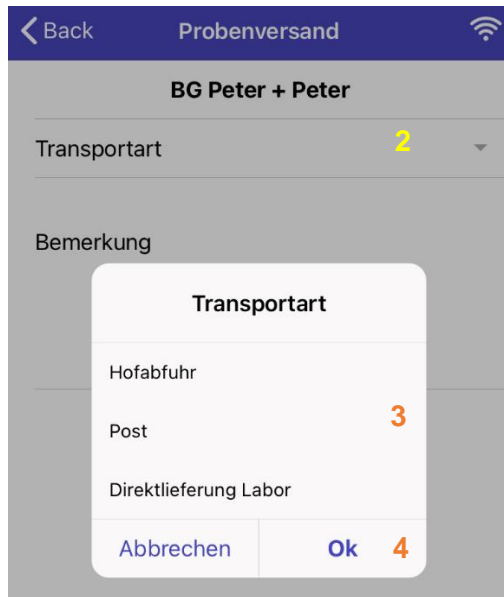 Back Probenversand
BG Peter + Peter
Transportart 2
Bemerkung
Transportart
Hofabfuhr
Post 3
Direktlieferung Labor
Abbrechen Ok 4